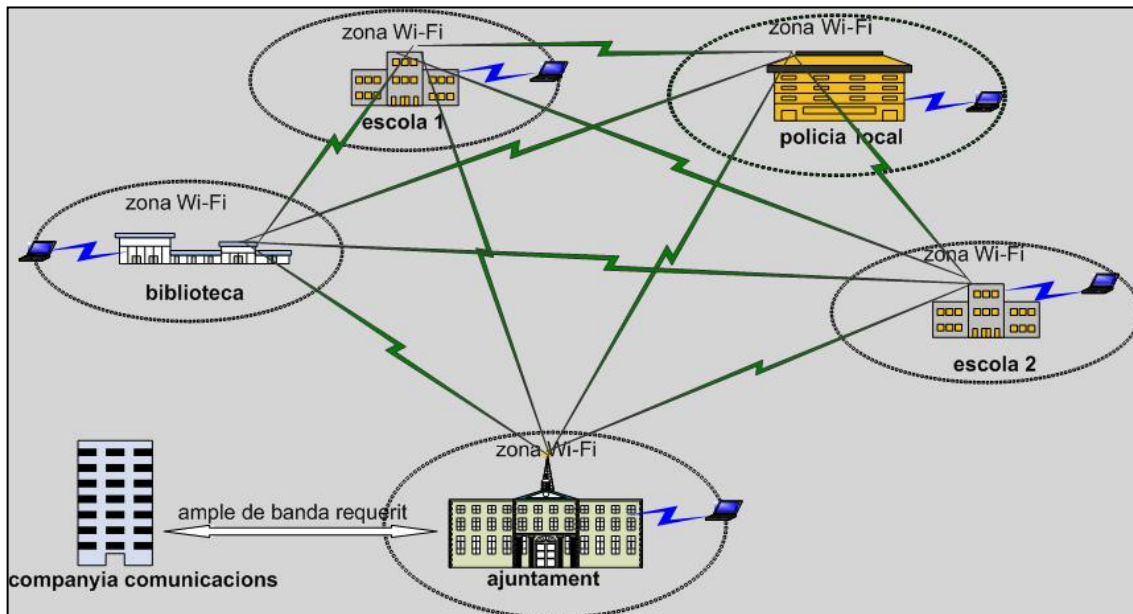 zona Wi-Fi
zona Wi-Fi
escola 1
policia local
zona Wi-Fi
biblioteca
zona Wi-Fi
escola 2
zona Wi-Fi
ample de banda requerit
companyia comunicacions
ajuntament